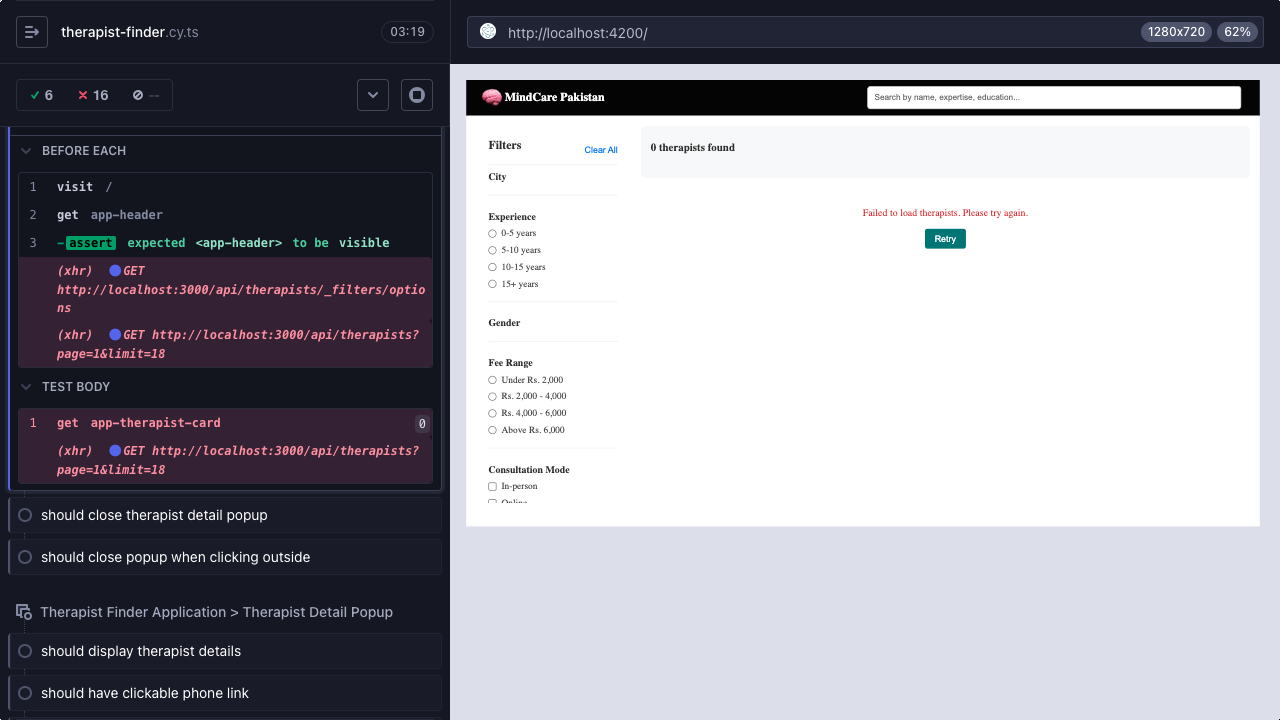 therapist-finder.cy.ts
03:19
6
16
--
BEFORE EACH
1 visit /
2 get app-header
3 -assert expected <app-header> to be visible
(xhr) GET
http://localhost:3000/api/therapists/_filters/optio
ns
(xhr) GET http://localhost:3000/api/therapists?
page=1&limit=18
TEST BODY
1 get app-therapist-card 0
(xhr) GET http://localhost:3000/api/therapists?
page=1&limit=18
should close therapist detail popup
should close popup when clicking outside
Therapist Finder Application > Therapist Detail Popup
should display therapist details
should have clickable phone link
http://localhost:4200/
1280x720
62%
MindCare Pakistan
Search by name, expertise, education...
Filters
Clear All
City
Experience
0-5 years
5-10 years
10-15 years
15+ years
Gender
Fee Range
Under Rs. 2,000
Rs. 2,000 - 4,000
Rs. 4,000 - 6,000
Above Rs. 6,000
Consultation Mode
In-person
Online
0 therapists found
Failed to load therapists. Please try again.
Retry